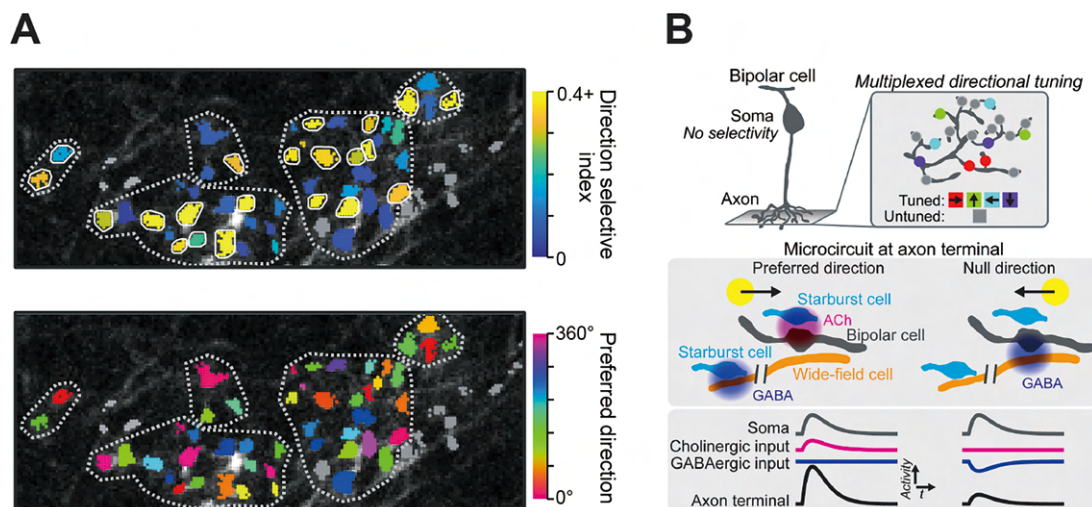 A
0.4+
Direction selective
index
0
360°
Preferred direction
0°
B
Bipolar cell
Soma
No selectivity
Axon
Multiplexed directional tuning
Tuned:
Untuned:
Microcircuit at axon terminal
Preferred direction
Null direction
Starburst cell
ACh
Bipolar cell
Starburst cell
Wide-field cell
GABA
GABA
Soma
Cholinergic input
GABAergic input
Axon terminal
Activity
t